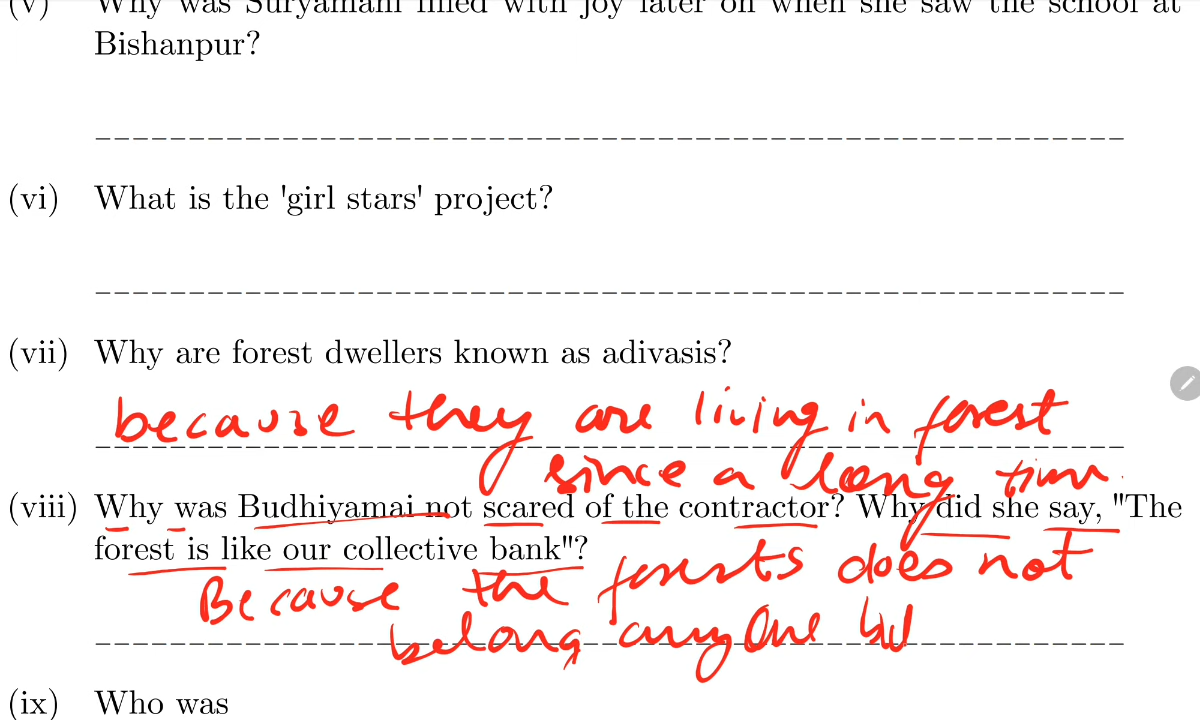 (v) Why was Suryamani filled with joy later on when she saw the school at
Bishanpur?
(vi) What is the 'girl stars' project?
(vii) Why are forest dwellers known as adivasis?
because they are living in forest
since a long time.
(viii) Why was Budhiyamai not scared of the contractor? Why did she say, "The
forest is like our collective bank"?
Because the forests does not
belong anyone but
(ix) Who was